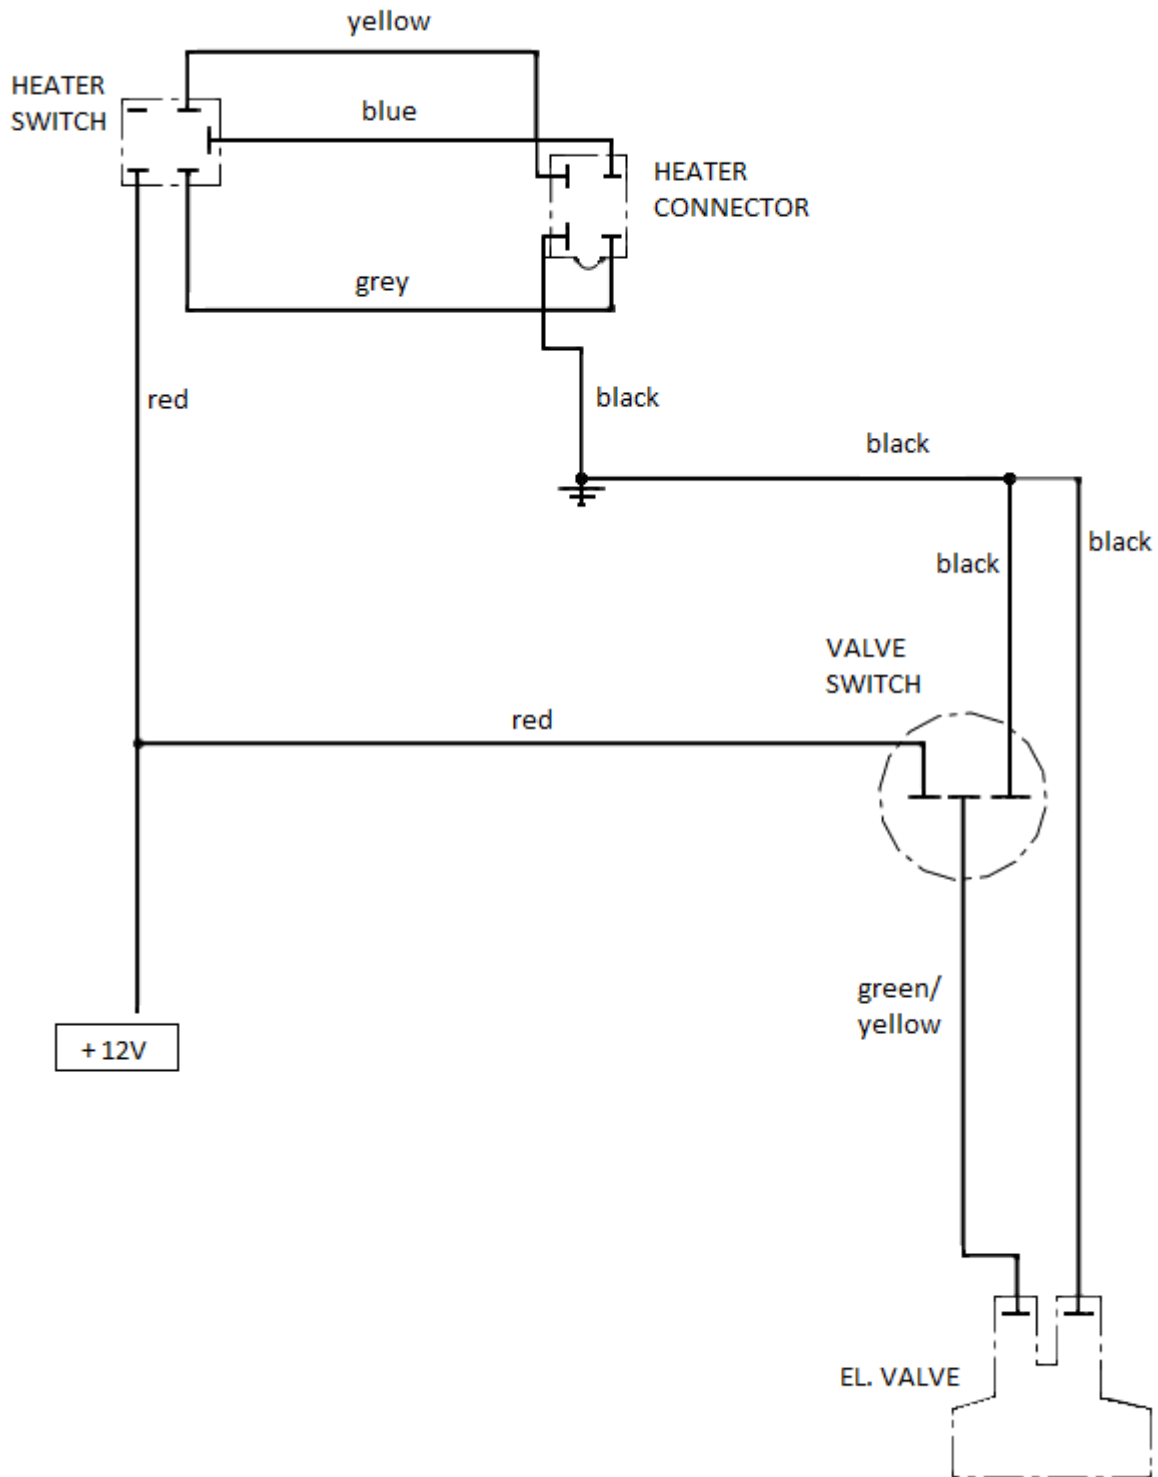 yellow
HEATER
SWITCH
blue
HEATER
CONNECTOR
grey
red
black
black
black
black
VALVE
SWITCH
red
green/
yellow
+12V
EL. VALVE